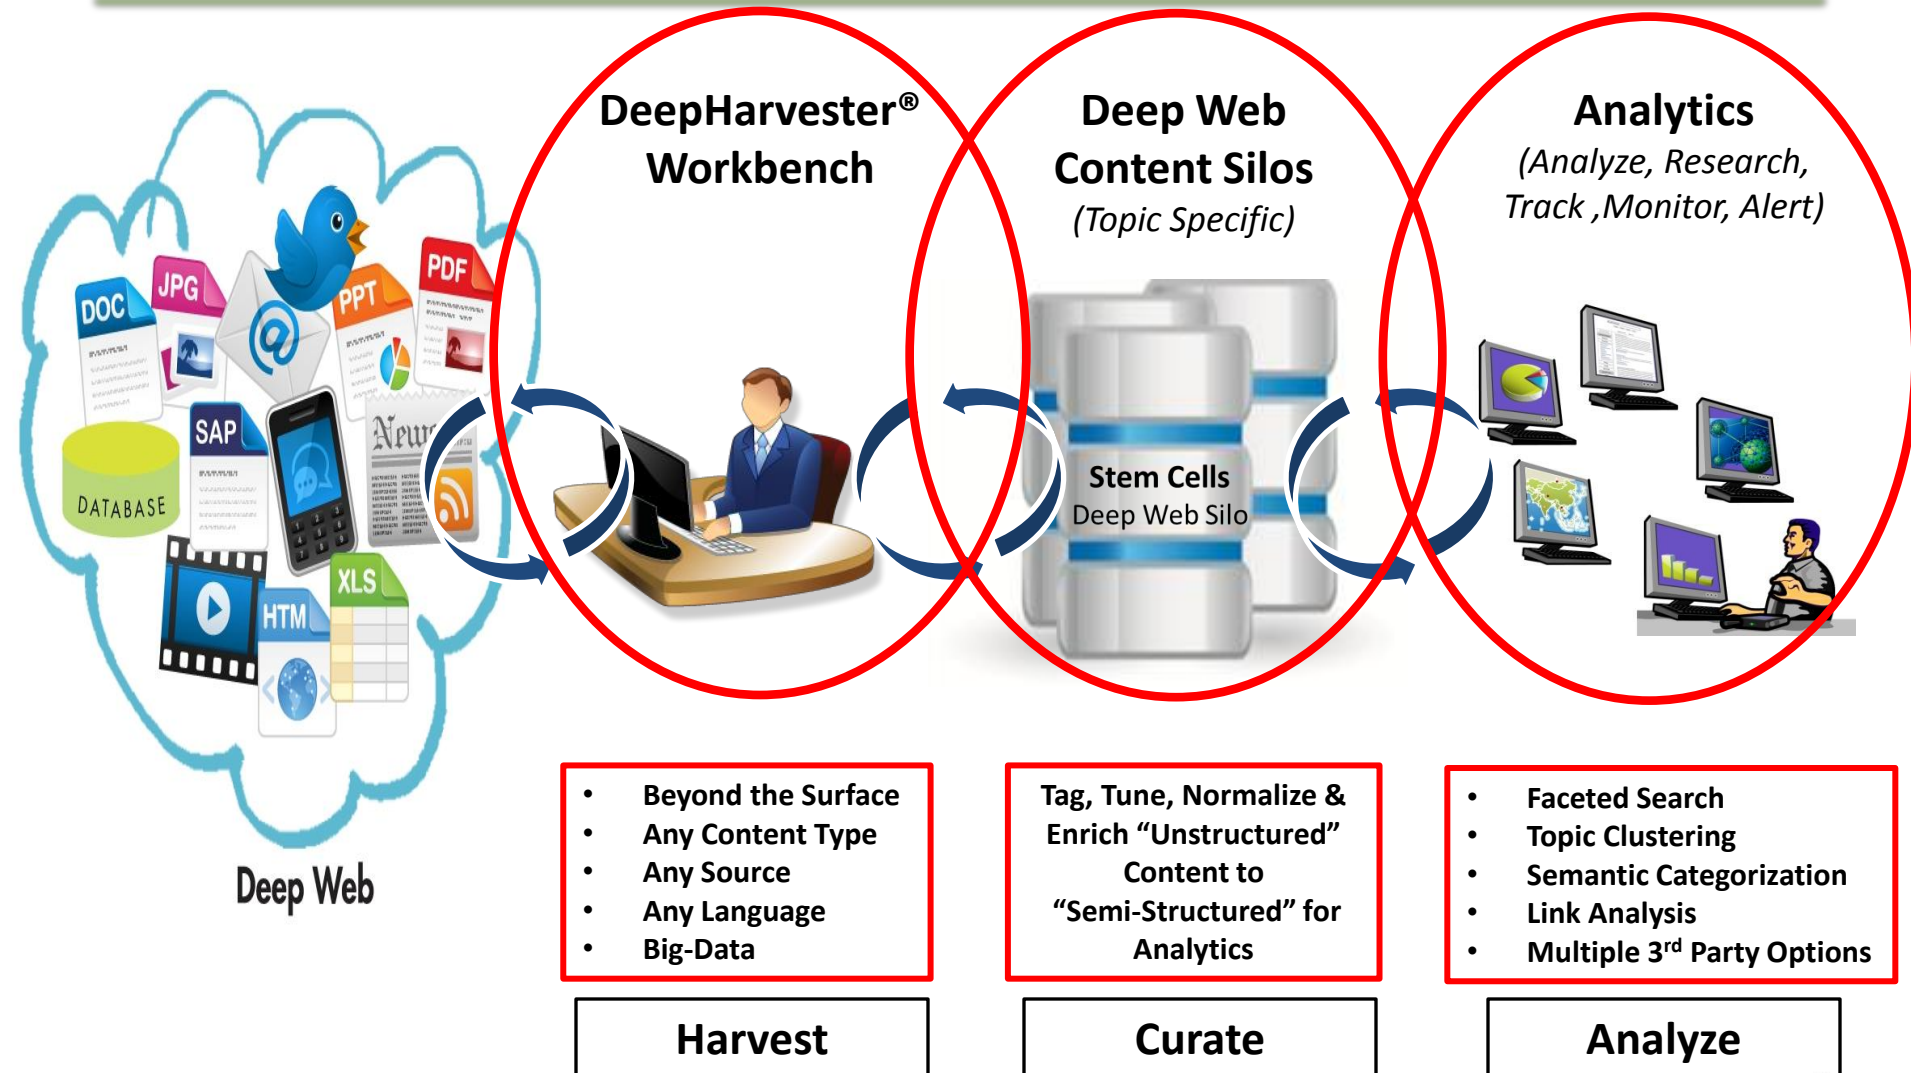 DeepHarvester®
Workbench
Deep Web
Content Silos
(Topic Specific)
Analytics
(Analyze, Research,
Track ,Monitor, Alert)
DOC
JPG
@
PPT
PDF
SAP
News
DATABASE
XLS
HTM
Deep Web
Stem Cells
Deep Web Silo
• Beyond the Surface
• Any Content Type
• Any Source
• Any Language
• Big-Data
Tag, Tune, Normalize &
Enrich “Unstructured”
Content to
“Semi-Structured” for
Analytics
• Faceted Search
• Topic Clustering
• Semantic Categorization
• Link Analysis
• Multiple 3rd Party Options
Harvest
Curate
Analyze